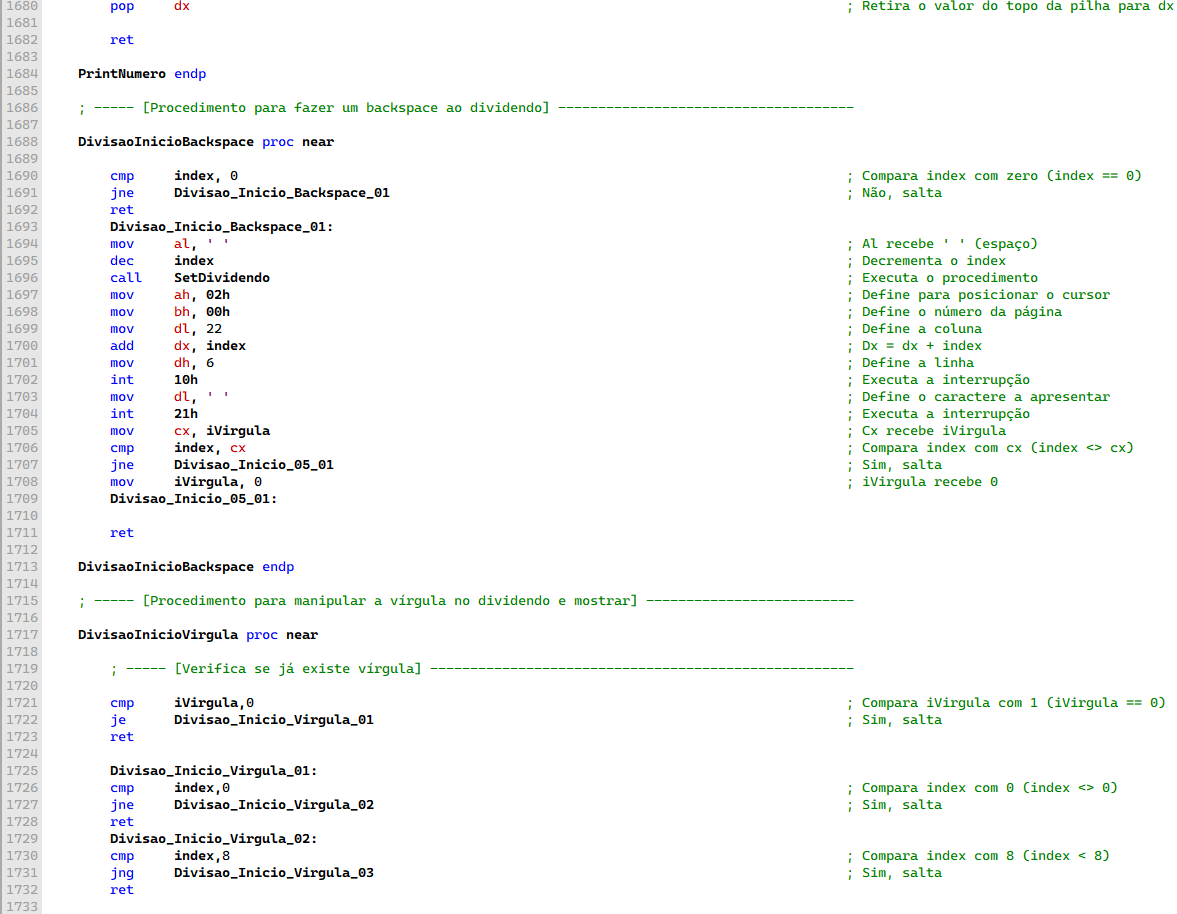 1680 pop dx ; Retira o valor do topo da pilha para dx
1681
1682 ret
1683
1684 PrintNumero endp
1685
1686 ; ----- [Procedimento para fazer um backspace ao dividendo] -------------------------------------
1687
1688 DivisaoInicioBackspace proc near
1689
1690 cmp index, 0 ; Compara index com zero (index == 0)
1691 jne Divisao_Inicio_Backspace_01 ; Não, salta
1692 ret
1693 Divisao_Inicio_Backspace_01:
1694 mov al, ' ' ; Al recebe ' ' (espaço)
1695 dec index ; Decrementa o index
1696 call SetDividendo ; Executa o procedimento
1697 mov ah, 02h ; Define para posicionar o cursor
1698 mov bh, 00h ; Define o número da página
1699 mov dl, 22 ; Define a coluna
1700 add dx, index ; Dx = dx + index
1701 mov dh, 6 ; Define a linha
1702 int 10h ; Executa a interrupção
1703 mov dl, ' ' ; Define o caractere a apresentar
1704 int 21h ; Executa a interrupção
1705 mov cx, iVirgula ; Cx recebe iVirgula
1706 cmp index, cx ; Compara index com cx (index <> cx)
1707 jne Divisao_Inicio_05_01 ; Sim, salta
1708 mov iVirgula, 0 ; iVirgula recebe 0
1709 Divisao_Inicio_05_01:
1710
1711 ret
1712
1713 DivisaoInicioBackspace endp
1714
1715 ; ----- [Procedimento para manipular a vírgula no dividendo e mostrar] --------------------------
1716
1717 DivisaoInicioVirgula proc near
1718
1719 ; ----- [Verifica se já existe vírgula] -----------------------------------------------------
1720
1721 cmp iVirgula,0 ; Compara iVirgula com 1 (iVirgula == 0)
1722 je Divisao_Inicio_Virgula_01 ; Sim, salta
1723 ret
1724
1725 Divisao_Inicio_Virgula_01:
1726 cmp index,0 ; Compara index com 0 (index <> 0)
1727 jne Divisao_Inicio_Virgula_02 ; Sim, salta
1728 ret
1729 Divisao_Inicio_Virgula_02:
1730 cmp index,8 ; Compara index com 8 (index < 8)
1731 jng Divisao_Inicio_Virgula_03 ; Sim, salta
1732 ret
1733